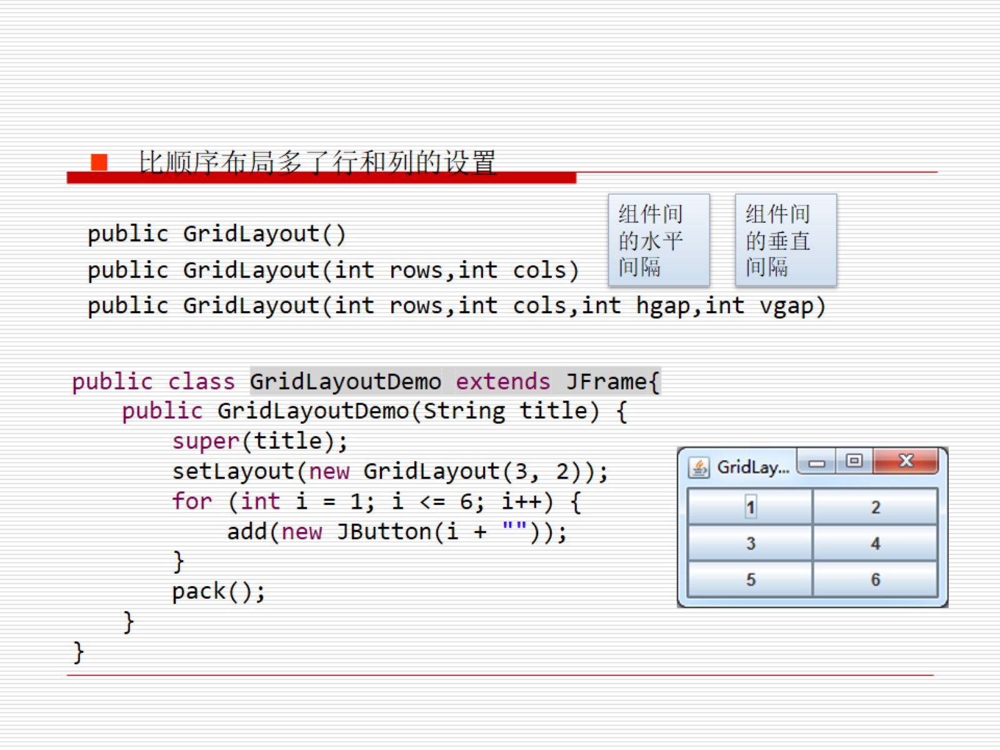 比顺序布局多了行和列的设置
组件间
的水平
间隔
组件间
的垂直
间隔
public GridLayout()
public GridLayout(int rows,int cols)
public GridLayout(int rows,int cols,int hgap,int vgap)
public class GridLayoutDemo extends JFrame{
public GridLayoutDemo(String title) {
super(title);
setLayout(new GridLayout(3, 2));
for (int i = 1; i <= 6; i++) {
add(new JButton(i + ""));
}
pack();
}
}
GridLay...
1 2
3 4
5 6